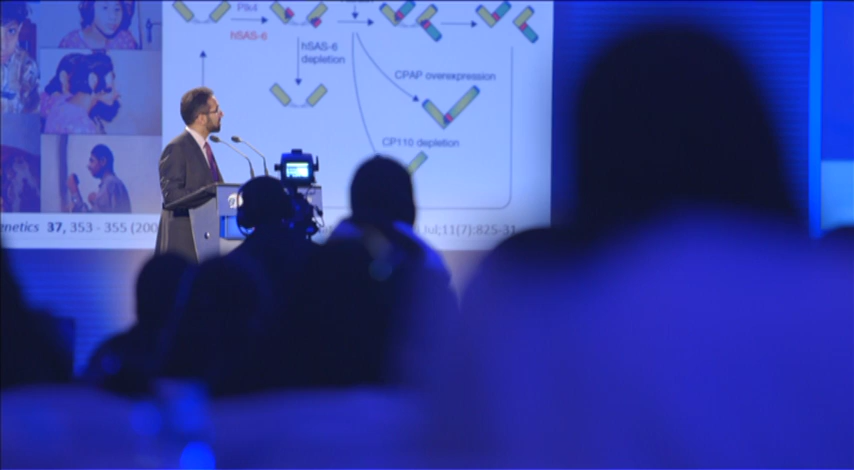 Plk4
hSAS-6
hSAS-6
depletion
CPAP overexpression
CP110 depletion
enetics 37, 353 - 355 (200
Jul;11(7):825-31